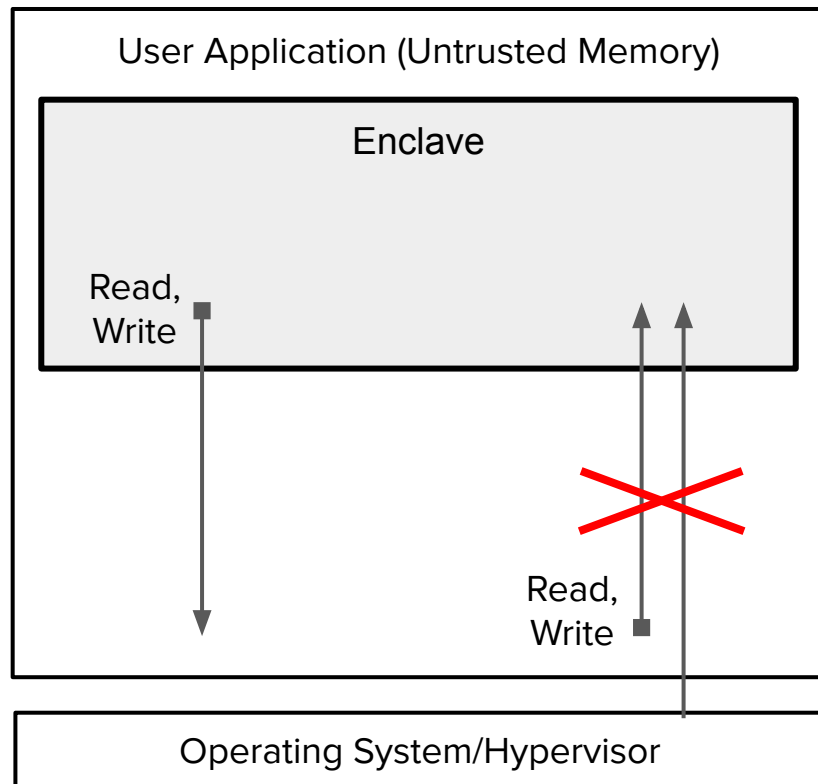 User Application (Untrusted Memory)
Enclave
Read,
Write
Read,
Write
Operating System/Hypervisor